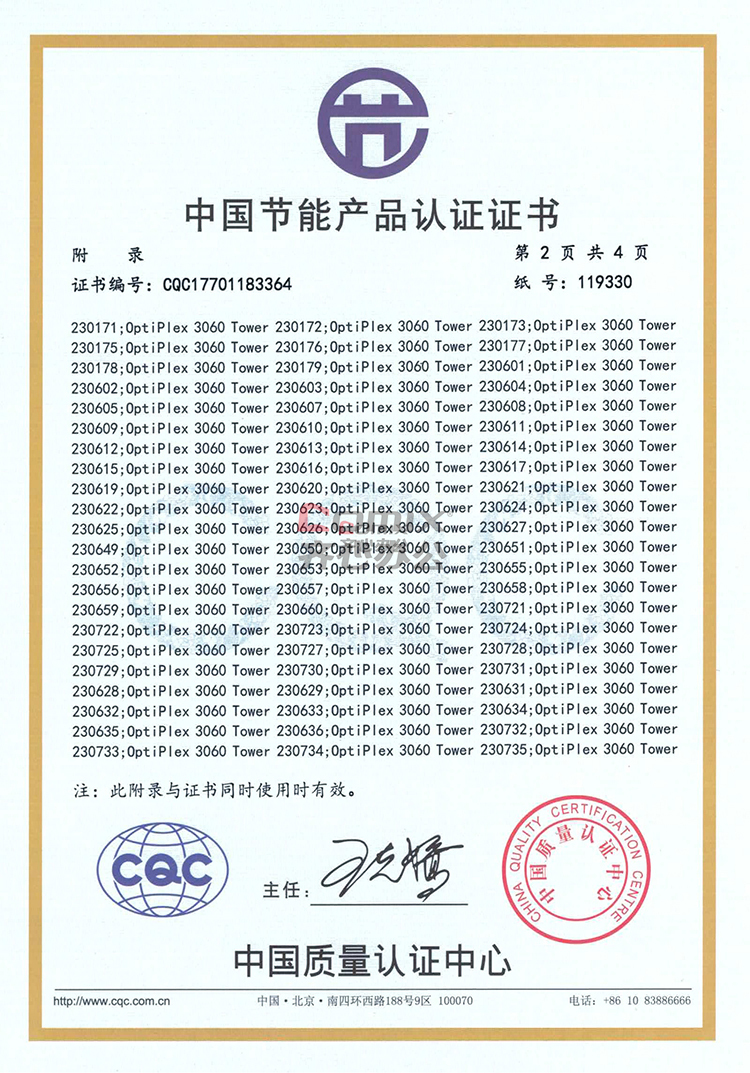 中国节能产品认证证书
附 录
第 2 页 共 4 页
证书编号: CQC17701183364
纸 号: 119330
230171;OptiPlex 3060 Tower 230172;OptiPlex 3060 Tower 230173;OptiPlex 3060 Tower
230175;OptiPlex 3060 Tower 230176;OptiPlex 3060 Tower 230177;OptiPlex 3060 Tower
230178;OptiPlex 3060 Tower 230179;OptiPlex 3060 Tower 230601;OptiPlex 3060 Tower
230602;OptiPlex 3060 Tower 230603;OptiPlex 3060 Tower 230604;OptiPlex 3060 Tower
230605;OptiPlex 3060 Tower 230607;OptiPlex 3060 Tower 230608;OptiPlex 3060 Tower
230609;OptiPlex 3060 Tower 230610;OptiPlex 3060 Tower 230611;OptiPlex 3060 Tower
230612;OptiPlex 3060 Tower 230613;OptiPlex 3060 Tower 230614;OptiPlex 3060 Tower
230615;OptiPlex 3060 Tower 230616;OptiPlex 3060 Tower 230617;OptiPlex 3060 Tower
230619;OptiPlex 3060 Tower 230620;OptiPlex 3060 Tower 230621;OptiPlex 3060 Tower
230622;OptiPlex 3060 Tower 230623;OptiPlex 3060 Tower 230624;OptiPlex 3060 Tower
230625;OptiPlex 3060 Tower 230626;OptiPlex 3060 Tower 230627;OptiPlex 3060 Tower
230649;OptiPlex 3060 Tower 230650;OptiPlex 3060 Tower 230651;OptiPlex 3060 Tower
230652;OptiPlex 3060 Tower 230653;OptiPlex 3060 Tower 230655;OptiPlex 3060 Tower
230656;OptiPlex 3060 Tower 230657;OptiPlex 3060 Tower 230658;OptiPlex 3060 Tower
230659;OptiPlex 3060 Tower 230660;OptiPlex 3060 Tower 230721;OptiPlex 3060 Tower
230722;OptiPlex 3060 Tower 230723;OptiPlex 3060 Tower 230724;OptiPlex 3060 Tower
230725;OptiPlex 3060 Tower 230727;OptiPlex 3060 Tower 230728;OptiPlex 3060 Tower
230729;OptiPlex 3060 Tower 230730;OptiPlex 3060 Tower 230731;OptiPlex 3060 Tower
230628;OptiPlex 3060 Tower 230629;OptiPlex 3060 Tower 230631;OptiPlex 3060 Tower
230632;OptiPlex 3060 Tower 230633;OptiPlex 3060 Tower 230634;OptiPlex 3060 Tower
230635;OptiPlex 3060 Tower 230636;OptiPlex 3060 Tower 230732;OptiPlex 3060 Tower
230733;OptiPlex 3060 Tower 230734;OptiPlex 3060 Tower 230735;OptiPlex 3060 Tower
Comix
齐心办公
注: 此附录与证书同时使用时有效。
CQC
主任:
CHINA QUALITY CERTIFICATION CENTRE
中国质量认证中心
中国质量认证中心
http://www.cqc.com.cn
中国·北京·南四环西路188号9区 100070
电话: +86 10 83886666